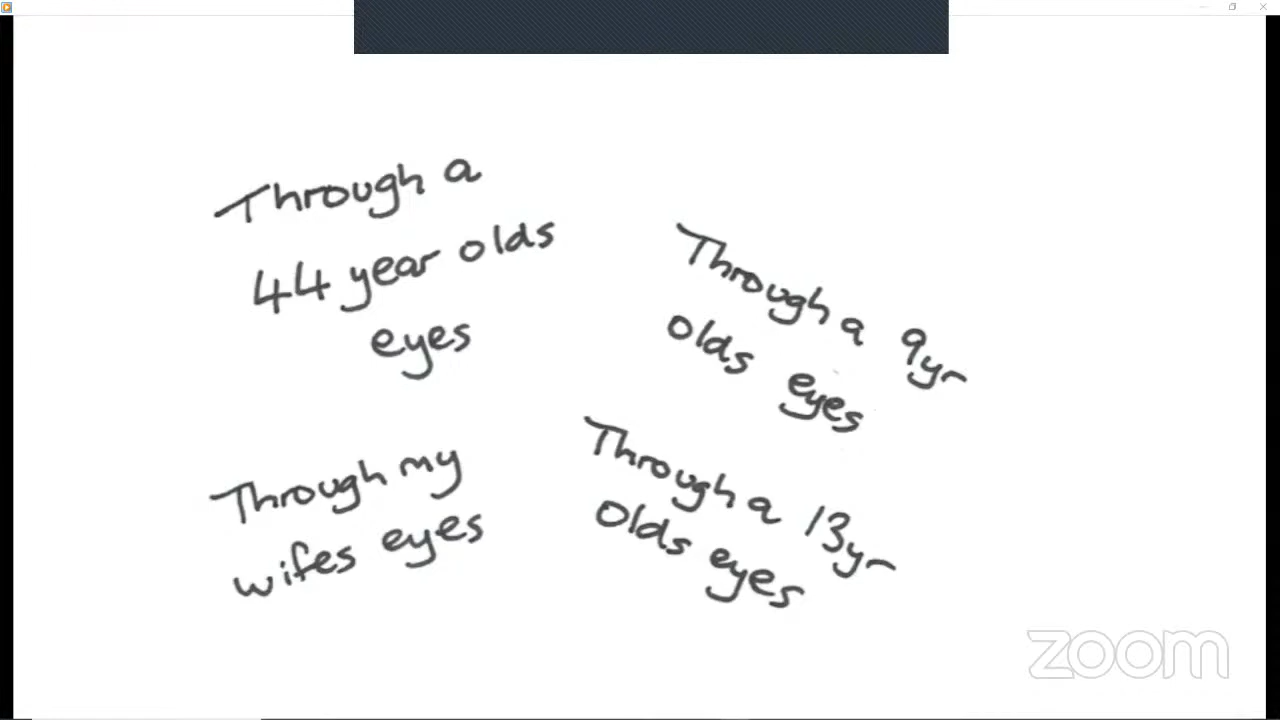 Through a
44 year olds
eyes
Through a 9yr
olds eyes
Through my
wifes eyes
Through a 13yr
Olds eyes
zoom